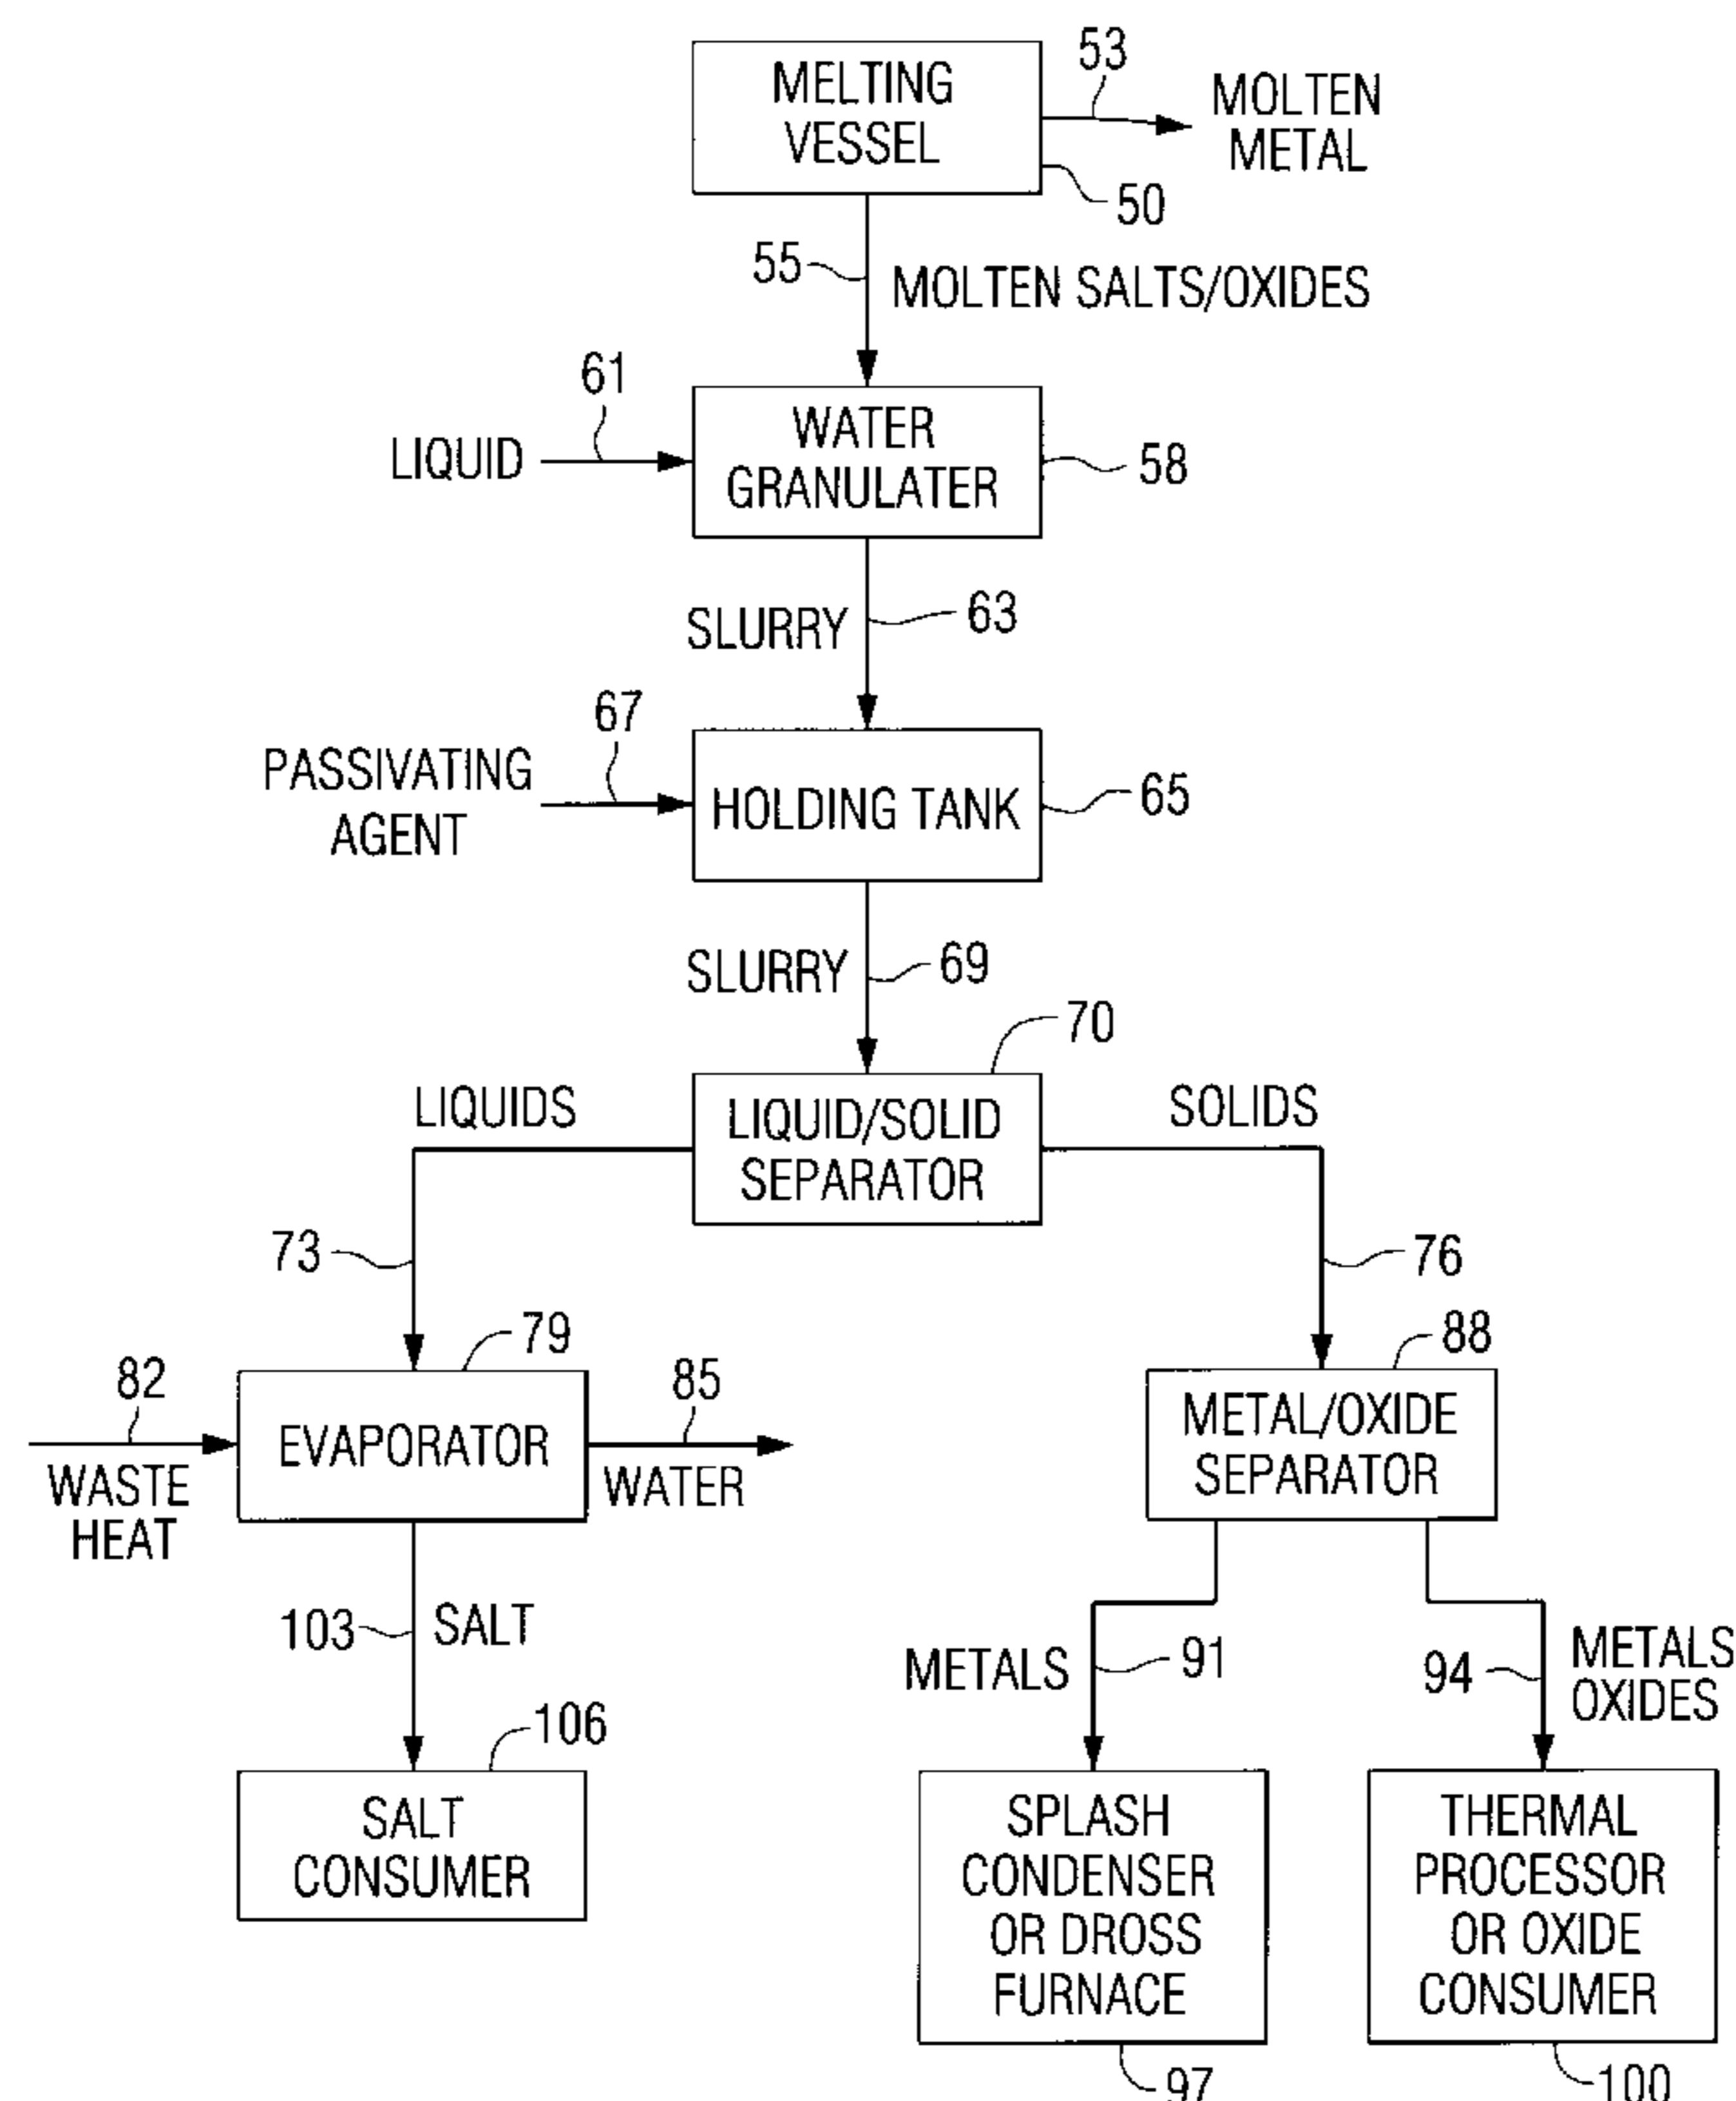 MELTING
VESSEL
53
MOLTEN
METAL
50
55
MOLTEN SALTS/OXIDES
61
LIQUID
WATER
GRANULATER
58
SLURRY
63
67
PASSIVATING
AGENT
HOLDING TANK
65
SLURRY
69
70
LIQUIDS
LIQUID/SOLID
SEPARATOR
SOLIDS
73
76
79
88
82
WASTE
HEAT
EVAPORATOR
85
WATER
METAL/OXIDE
SEPARATOR
103
SALT
METALS
91
94
METALS
OXIDES
106
SALT
CONSUMER
SPLASH
CONDENSER
OR DROSS
FURNACE
97
THERMAL
PROCESSOR
OR OXIDE
CONSUMER
100